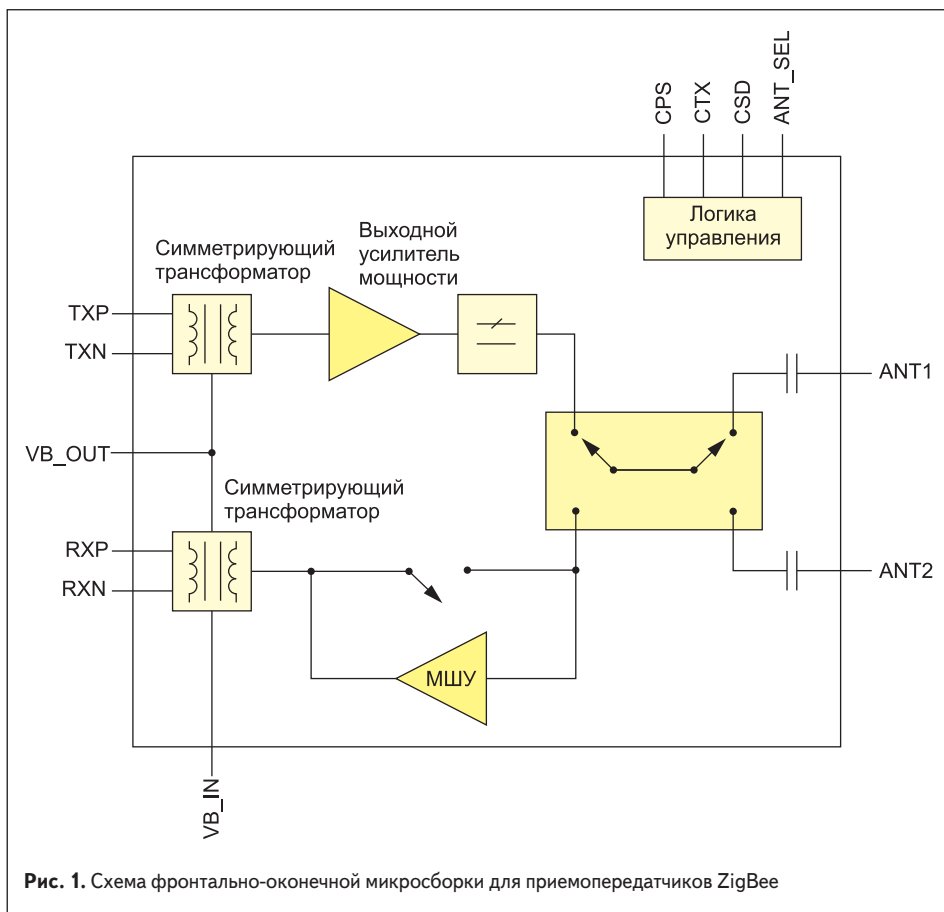 CPS
CTX
CSD
ANT_SEL
Логика
управления
Выходной
усилитель
мощности
Симметрирующий
трансформатор
TXP
TXN
ANT1
VB_OUT
Симметрирующий
трансформатор
RXP
RXN
ANT2
МШУ
VB_IN
Рис. 1. Схема фронтально-оконечной микросборки для приемопередатчиков ZigBee